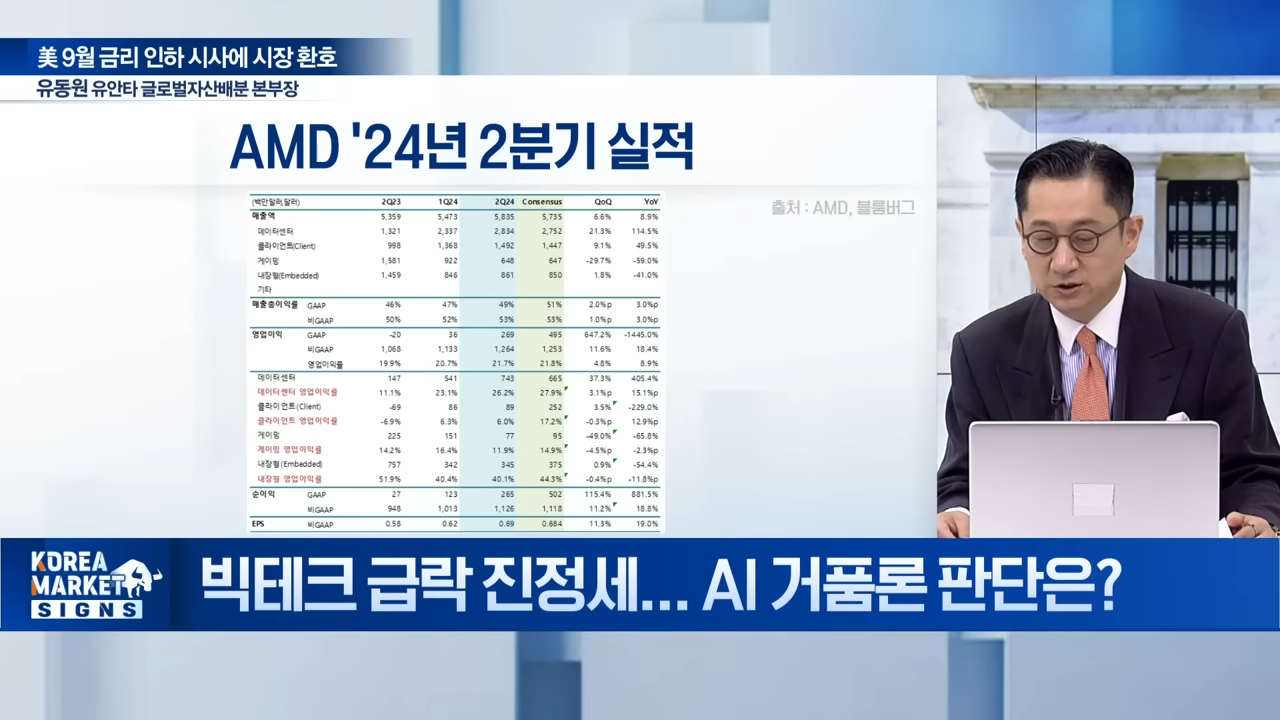 美 9월 금리 인하 시사에 시장 환호
유동원 유안타 글로벌자산배분 본부장
AMD '24년 2분기 실적
출처 : AMD, 블룸버그
(백만달러,달러) 2Q23 1Q24 2Q24 Consensus QoQ YoY
매출액 5,359 5,473 5,835 5,735 6.6% 8.9%
데이터센터 1,321 2,337 2,834 2,752 21.3% 114.5%
클라이언트(Client) 998 1,368 1,492 1,447 9.1% 49.5%
게이밍 1,581 922 648 647 -29.7% -59.0%
내장형(Embedded) 1,459 846 861 850 1.8% -41.0%
기타
매출총이익률 GAAP 46% 47% 49% 51% 2.0%p 3.0%p
비GAAP 50% 52% 53% 53% 1.0%p 3.0%p
영업이익 GAAP -20 36 269 495 647.2% -1445.0%
비GAAP 1,068 1,133 1,264 1,253 11.6% 18.4%
영업이익률 19.9% 20.7% 21.7% 21.8% 4.8% 8.9%
데이터센터 147 541 743 665 37.3% 405.4%
데이터센터 영업이익률 11.1% 23.1% 26.2% 27.9% 3.1%p 15.1%p
클라이언트(Client) -69 86 89 252 3.5% -229.0%
클라이언트 영업이익률 -6.9% 6.3% 6.0% 17.2% -0.3%p 12.9%p
게이밍 225 151 77 95 -49.0% -65.8%
게이밍 영업이익률 14.2% 16.4% 11.9% 14.9% -4.5%p -2.3%p
내장형(Embedded) 757 342 345 375 0.9% -54.4%
내장형 영업이익률 51.9% 40.4% 40.1% 44.3% -0.4%p -11.8%p
순이익 GAAP 27 123 265 502 115.4% 881.5%
비GAAP 948 1,013 1,126 1,118 11.2% 18.8%
EPS 비GAAP 0.58 0.62 0.69 0.684 11.3% 19.0%
KOREA
MARKET
SIGNS
빅테크 급락 진정세... AI 거품론 판단은?